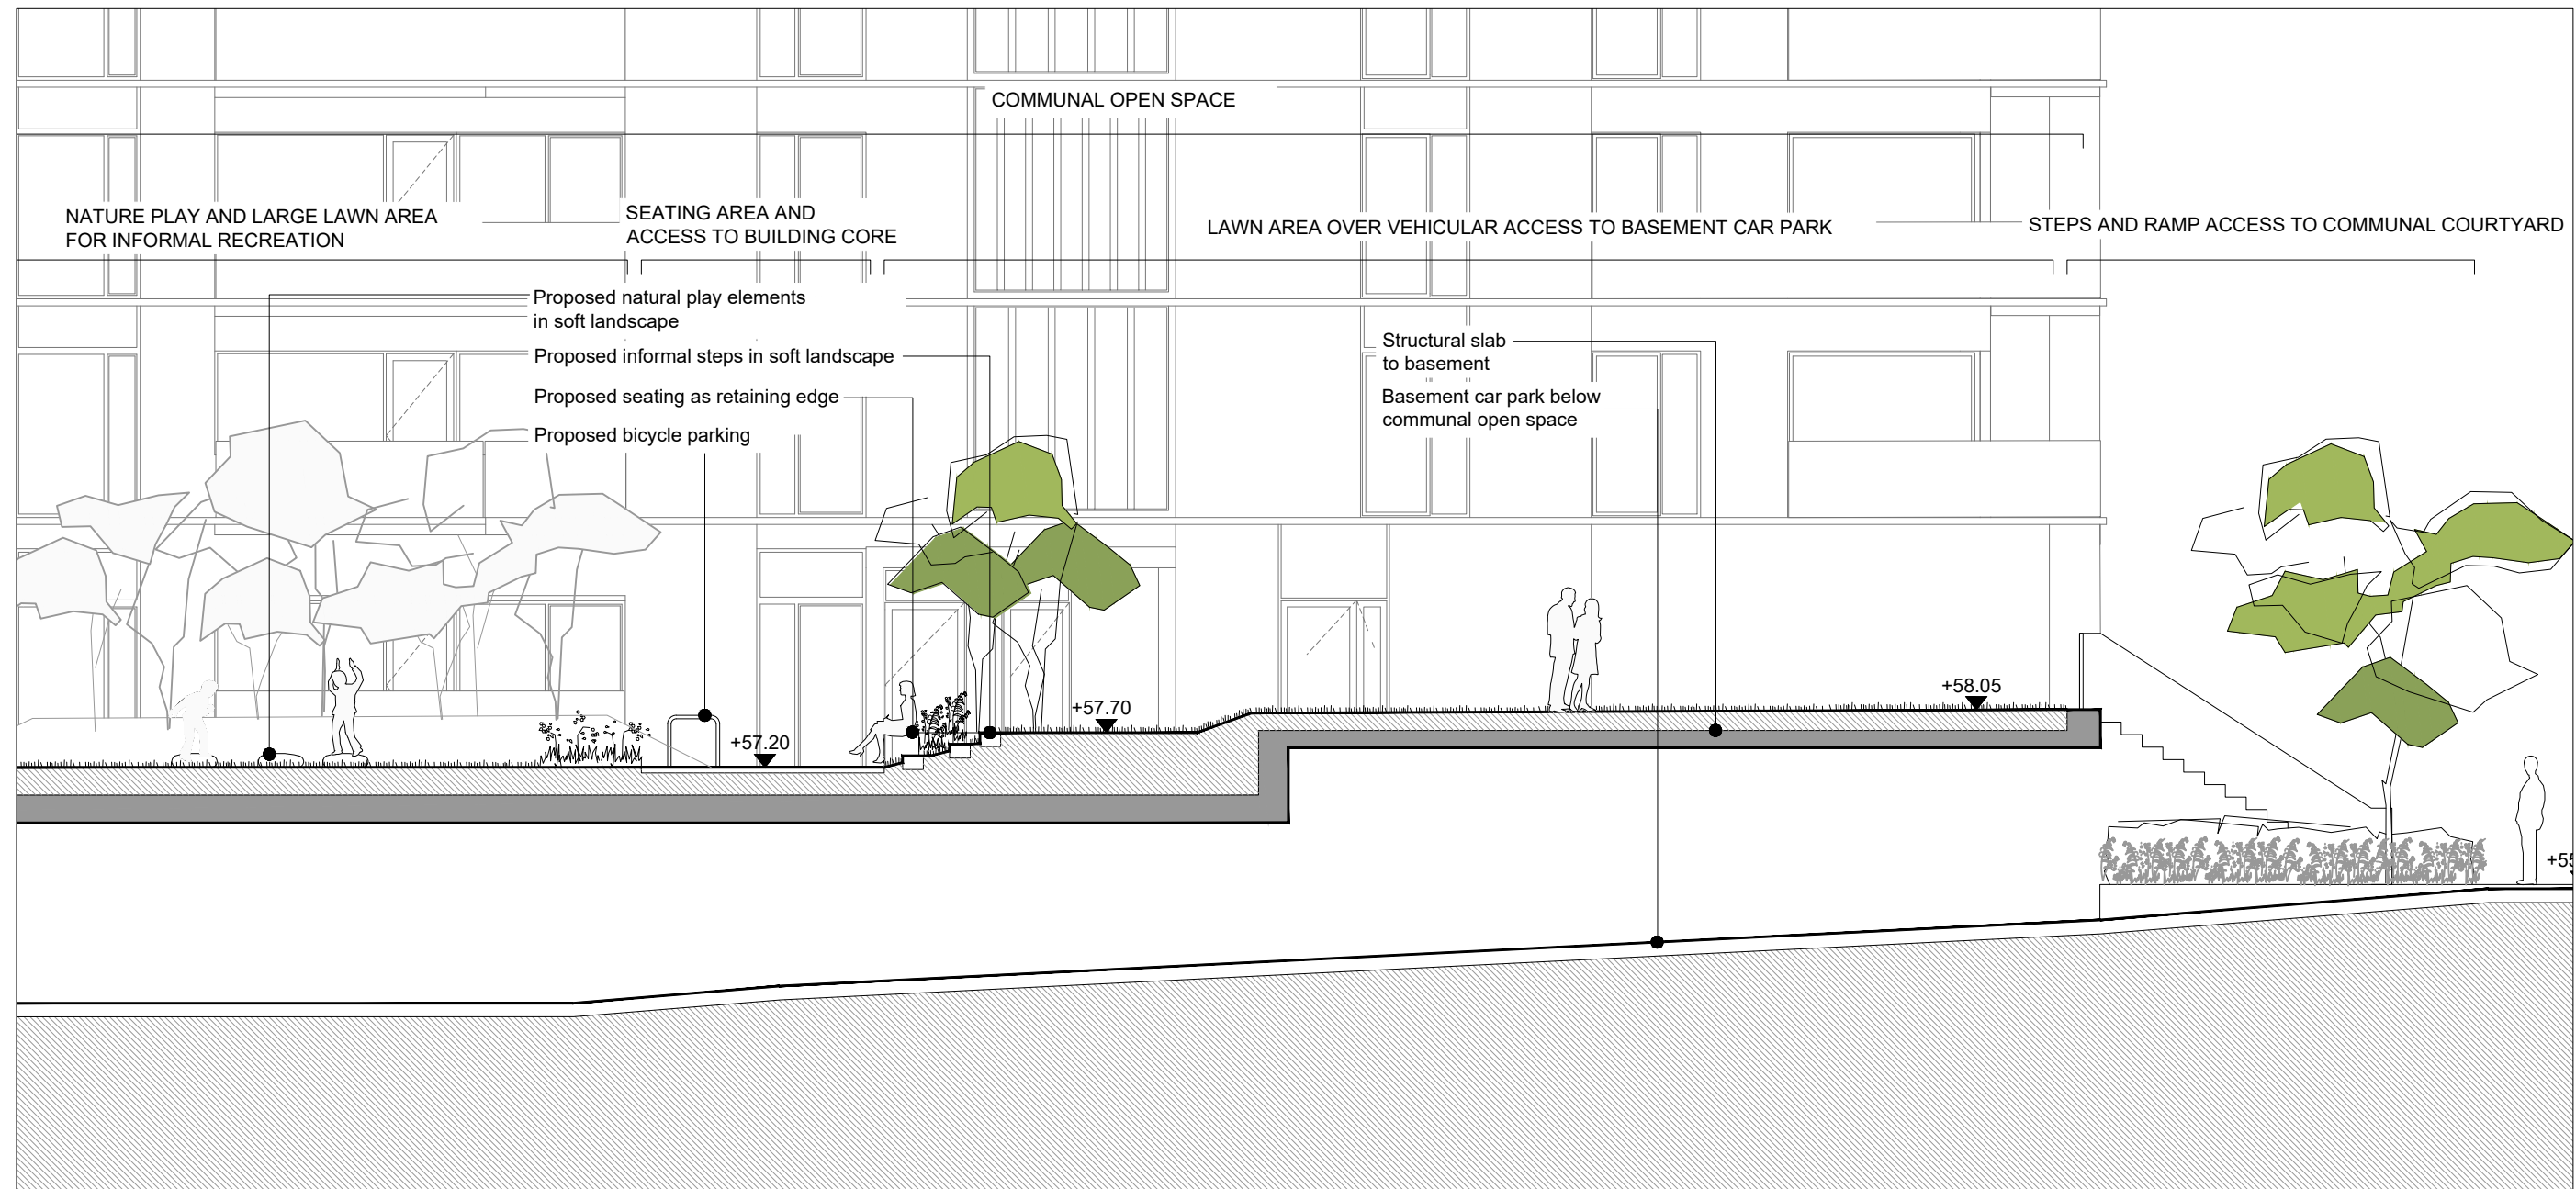 COMMUNAL OPEN SPACE
NATURE PLAY AND LARGE LAWN AREA
FOR INFORMAL RECREATION
SEATING AREA AND
ACCESS TO BUILDING CORE
LAWN AREA OVER VEHICULAR ACCESS TO BASEMENT CAR PARK
STEPS AND RAMP ACCESS TO COMMUNAL COURTYARD
Proposed natural play elements
in soft landscape
Proposed informal steps in soft landscape
Proposed seating as retaining edge
Proposed bicycle parking
Structural slab
to basement
Basement car park below
communal open space
+57.20
+57.70
+58.05